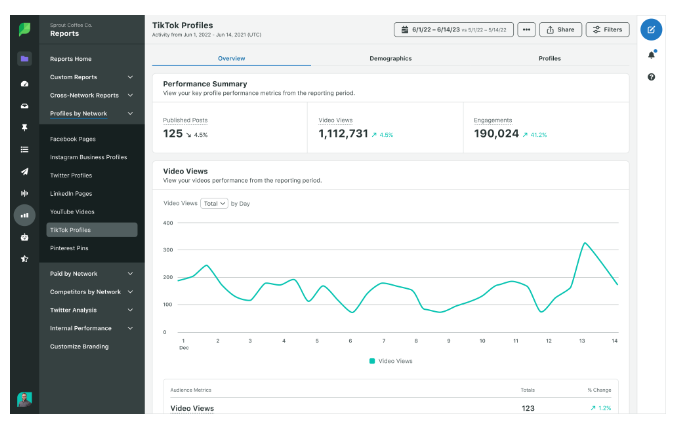 Sprout Coffee Co.
Reports
Reports Home
Custom Reports
Cross-Network Reports
Profiles by Network
Facebook Pages
Instagram Business Profiles
Twitter Profiles
LinkedIn Pages
YouTube Videos
TikTok Profiles
Pinterest Pins
Paid by Network
Competitors by Network
Twitter Analysis
Internal Performance
Customize Branding
TikTok Profiles
Activity from Jun 1, 2022 - Jun 14, 2021 (UTC)
6/1/22 – 6/14/23 vs 5/1/22 – 5/14/22
Share
Filters
Overview
Demographics
Profiles
Performance Summary
View your key profile performance metrics from the reporting period.
Published Posts
125 ↘ 4.5%
Video Views
1,112,731 ↗ 4.6%
Engagements
190,024 ↗ 41.2%
Video Views
View your videos performance from the reporting period.
Video Views Total by Day
400
300
200
100
0
1 2 3 4 5 6 7 8 9 10 11 12 13 14
Dec
Video Views
Audience Metrics Totals % Change
Video Views 123 ↗ 1.2%